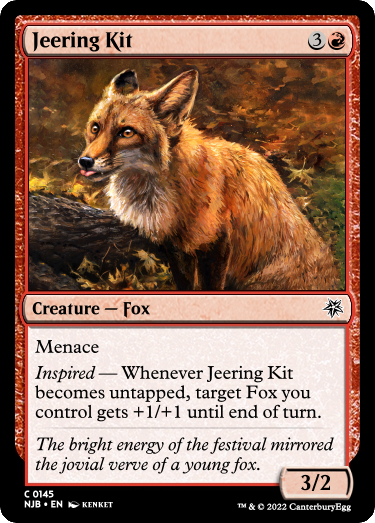 Jeering Kit 3
Creature — Fox
Menace
Inspired — Whenever Jeering Kit
becomes untapped, target Fox you
control gets +1/+1 until end of turn.
The bright energy of the festival mirrored
the jovial verve of a young fox.
3/2
C 0145
NJB • EN KENKET
™ & © 2022 CanterburyEgg